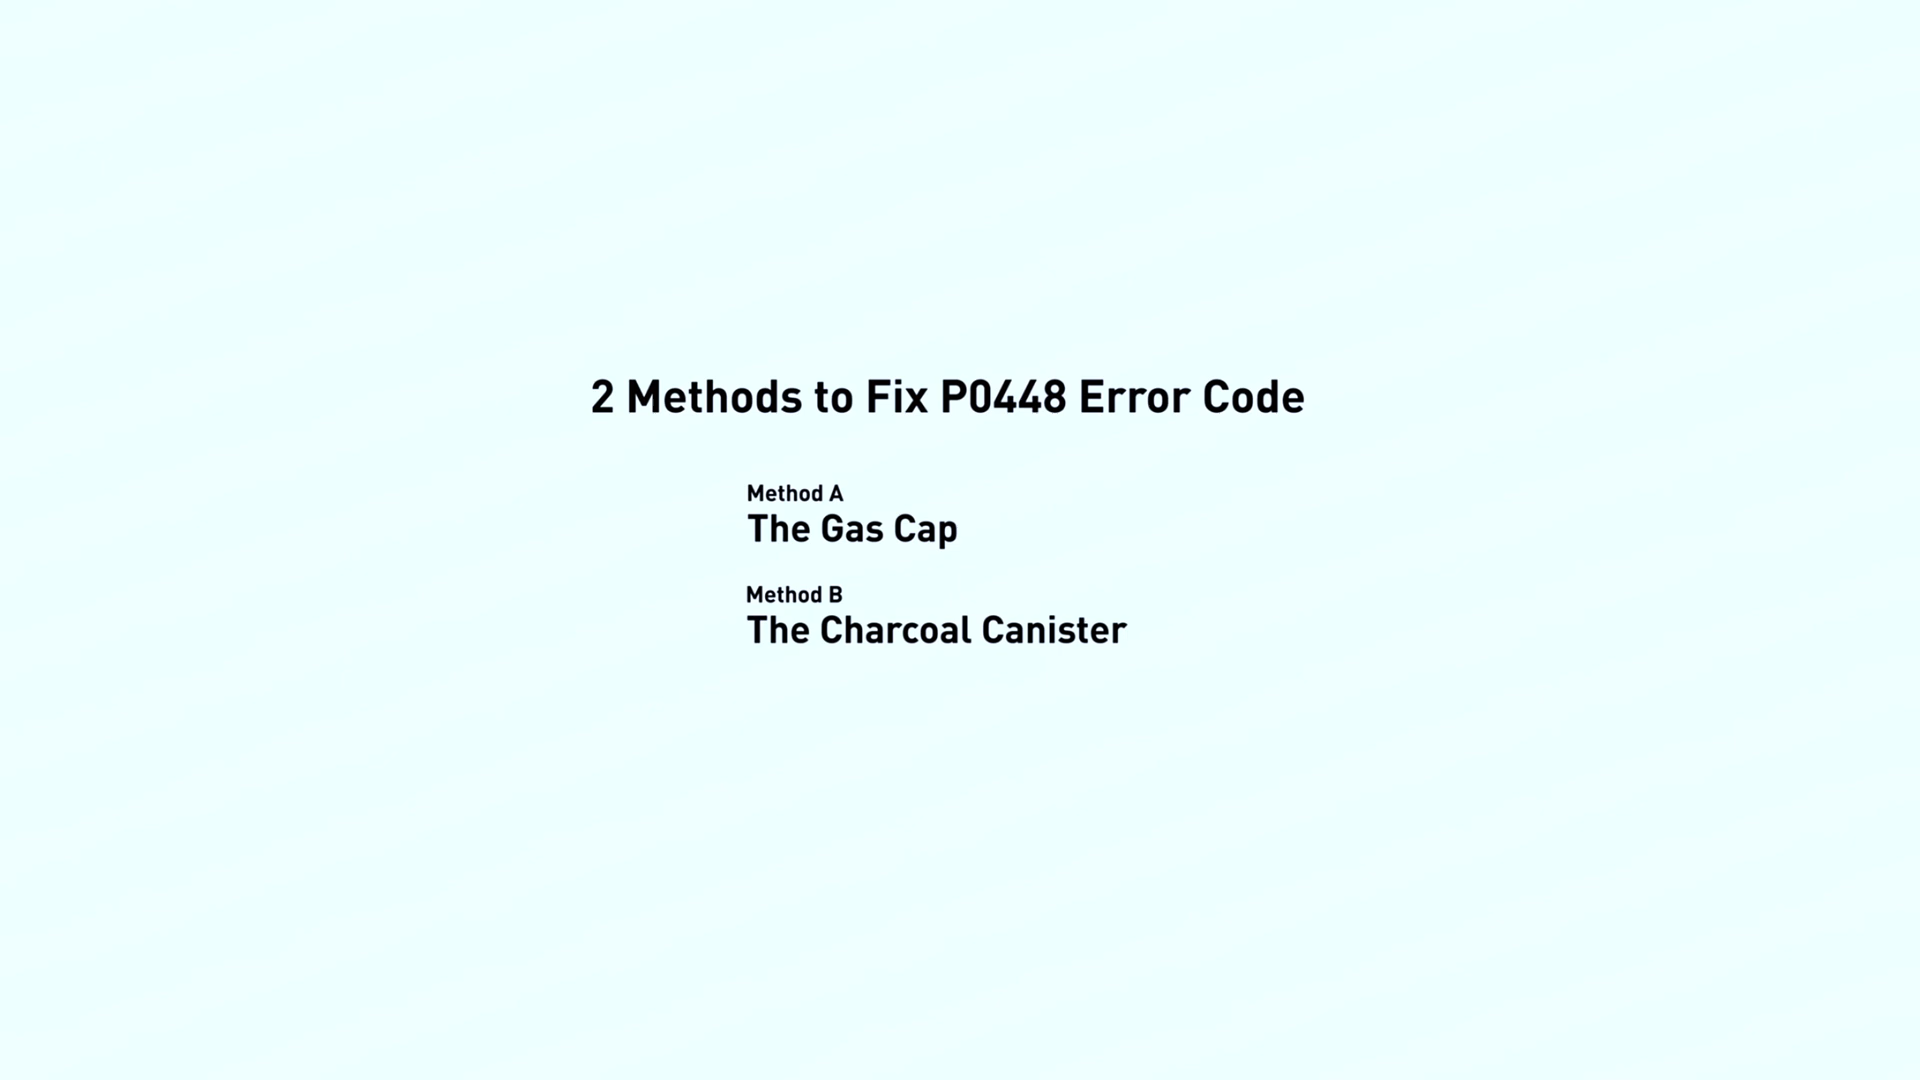 2 Methods to Fix P0448 Error Code
Method A
The Gas Cap
Method B
The Charcoal Canister